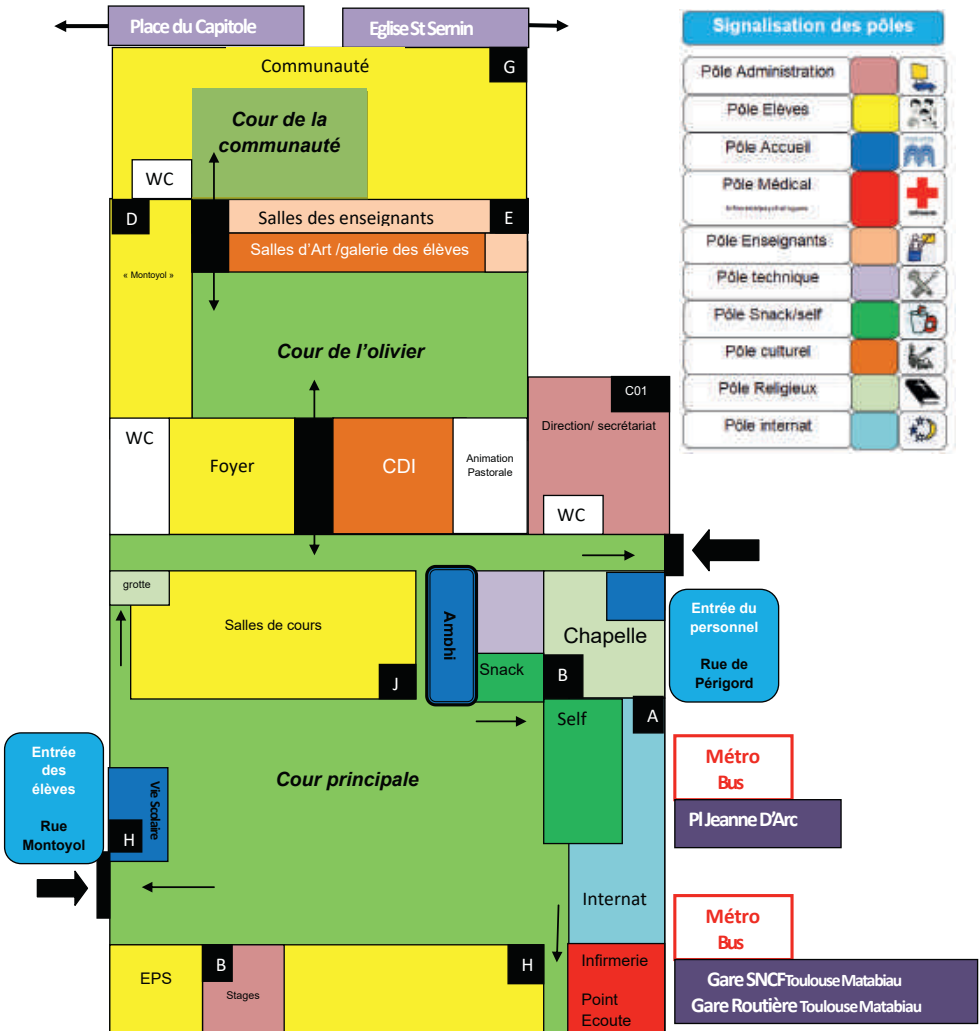 Place du Capitole
Eglise St Sernin
Signalisation des pôles
Communauté
G
Pôle Administration
Cour de la
communauté
Pôle Elèves
Pôle Accueil
WC
Pôle Médical
D
Salles des enseignants
E
Pôle Enseignants
Salles d'Art /galerie des élèves
« Montoyol »
Pôle technique
Pôle Snack/self
Cour de l'olivier
Pôle culturel
Pôle Religieux
C01
Pôle internat
Direction/ secrétariat
WC
Foyer
CDI
Animation
Pastorale
WC
grotte
Salles de cours
Amphi
Chapelle
Entrée du
personnel
Rue de
Périgord
Snack
B
J
Self
A
Entrée
des
élèves
Rue
Montoyol
Vie Scolaire
H
Cour principale
Métro
Bus
Pl Jeanne D'Arc
Internat
Métro
Bus
EPS
B
Stages
H
Infirmerie
Point
Ecoute
Gare SNCF Toulouse Matabiau
Gare Routière Toulouse Matabiau